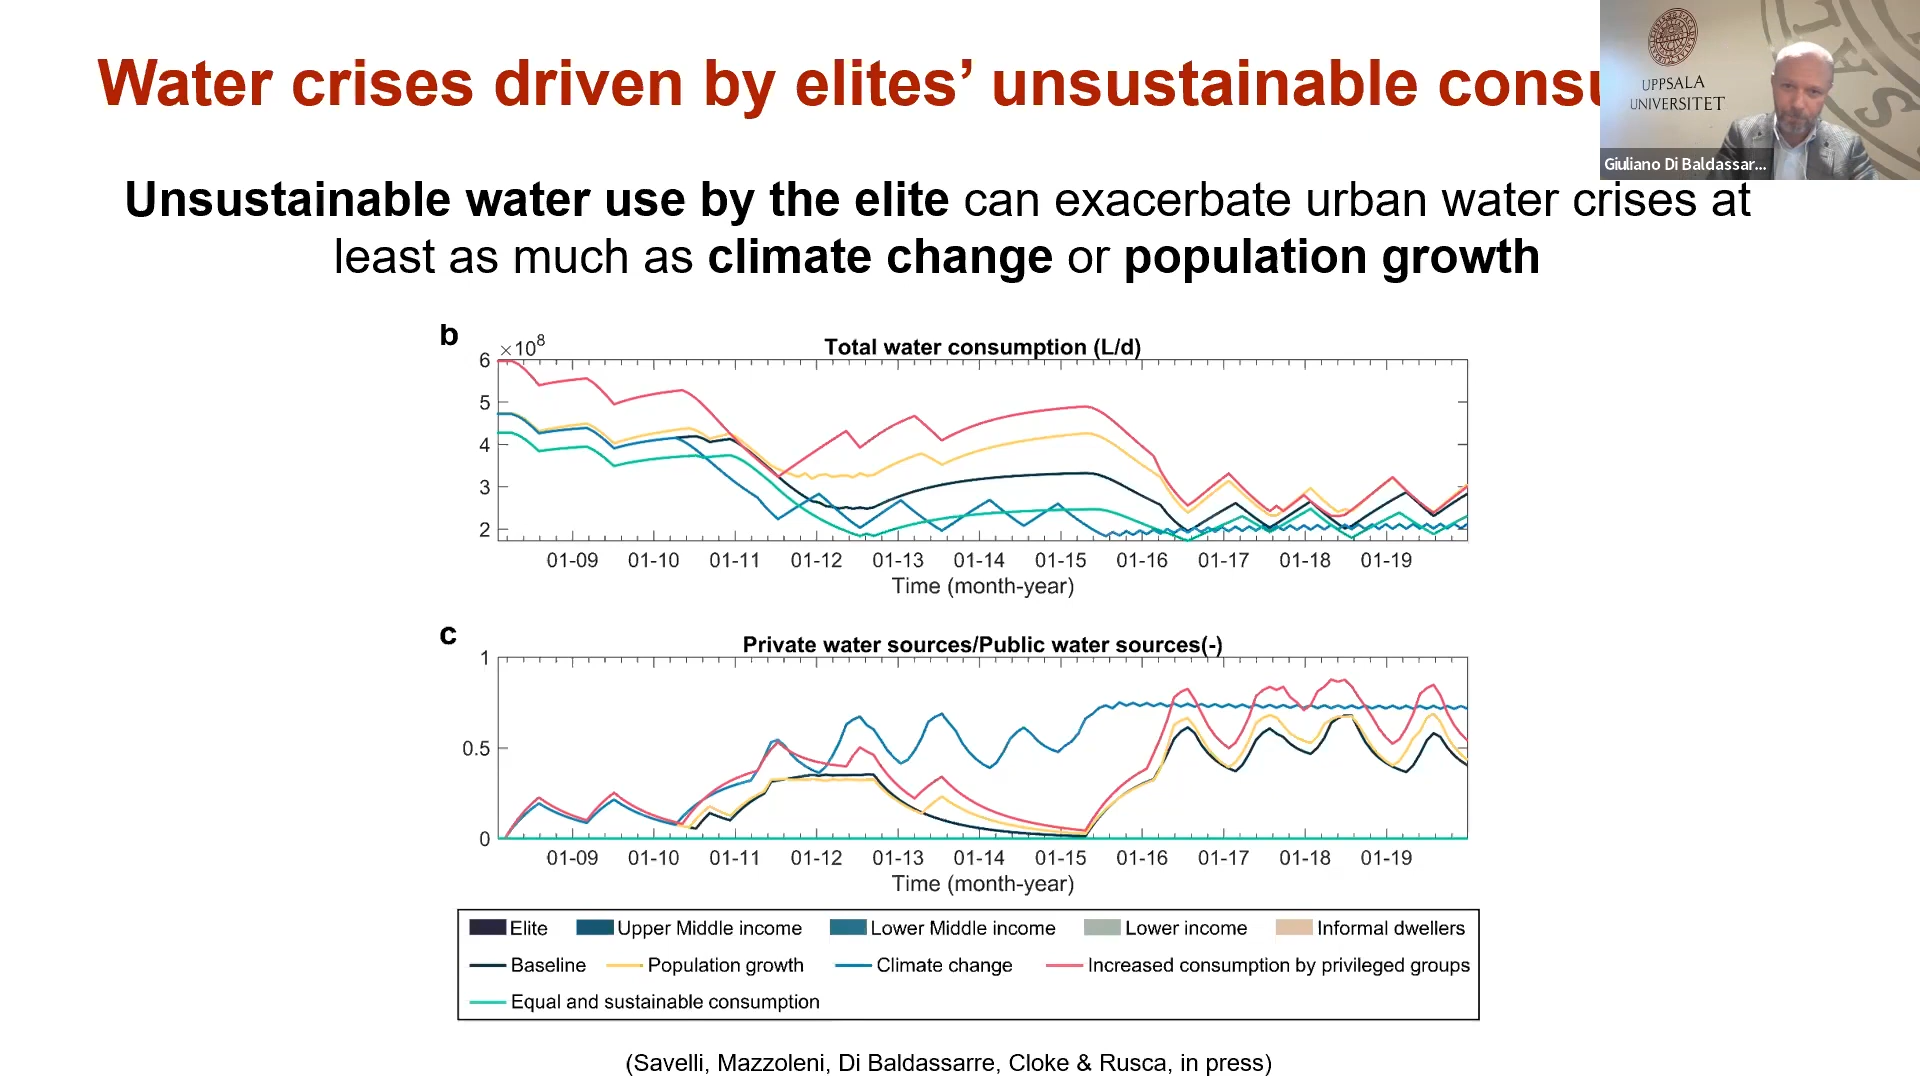 Water crises driven by elites’ unsustainable consu
UPPSALA
UNIVERSITET
Giuliano Di Baldassar...
Unsustainable water use by the elite can exacerbate urban water crises at
least as much as climate change or population growth
b
×10⁸
Total water consumption (L/d)
6
5
4
3
2
01-09 01-10 01-11 01-12 01-13 01-14 01-15 01-16 01-17 01-18 01-19
Time (month-year)
c
Private water sources/Public water sources(-)
1
0.5
0
01-09 01-10 01-11 01-12 01-13 01-14 01-15 01-16 01-17 01-18 01-19
Time (month-year)
Elite Upper Middle income Lower Middle income Lower income Informal dwellers
Baseline Population growth Climate change Increased consumption by privileged groups
Equal and sustainable consumption
(Savelli, Mazzoleni, Di Baldassarre, Cloke & Rusca, in press)